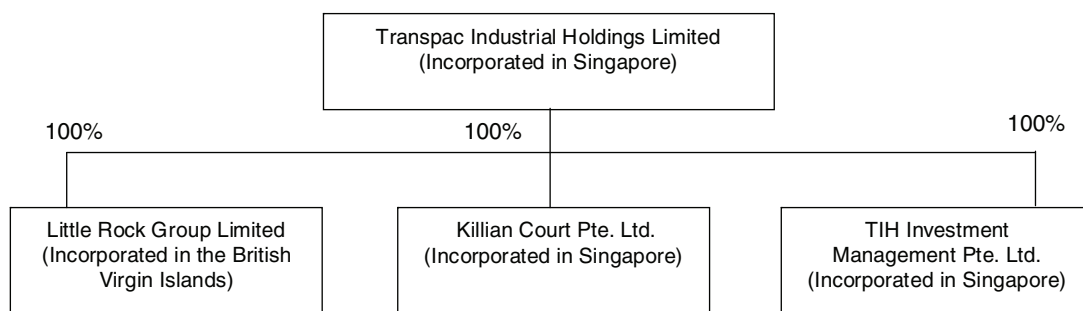 Transpac Industrial Holdings Limited
(Incorporated in Singapore)
100%
100%
100%
Little Rock Group Limited
(Incorporated in the British
Virgin Islands)
Killian Court Pte. Ltd.
(Incorporated in Singapore)
TIH Investment
Management Pte. Ltd.
(Incorporated in Singapore)